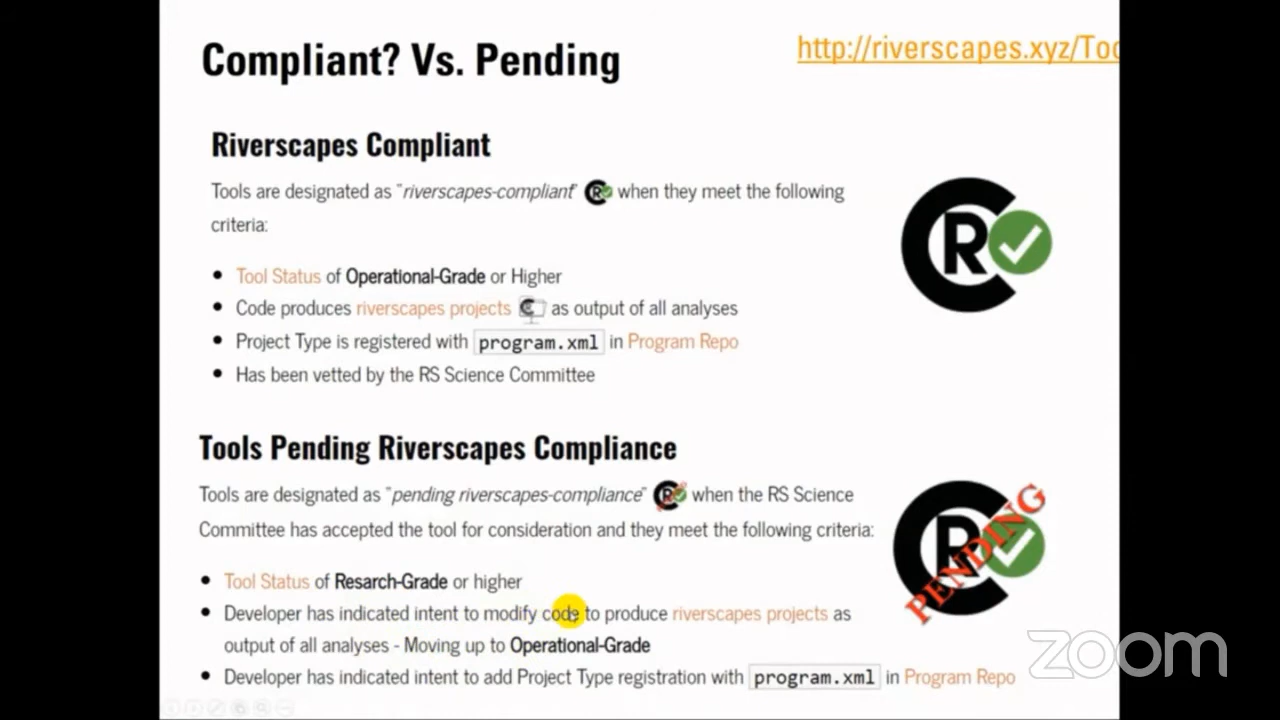 Compliant? Vs. Pending
http://riverscapes.xyz/Too
Riverscapes Compliant
Tools are designated as "riverscapes-compliant" when they meet the following
criteria:
Tool Status of Operational-Grade or Higher
Code produces riverscapes projects as output of all analyses
Project Type is registered with program.xml in Program Repo
Has been vetted by the RS Science Committee
R
Tools Pending Riverscapes Compliance
Tools are designated as "pending riverscapes-compliance" when the RS Science
Committee has accepted the tool for consideration and they meet the following criteria:
Tool Status of Resarch-Grade or higher
Developer has indicated intent to modify code to produce riverscapes projects as
output of all analyses - Moving up to Operational-Grade
Developer has indicated intent to add Project Type registration with program.xml in Program Repo
R
PENDING
zoom